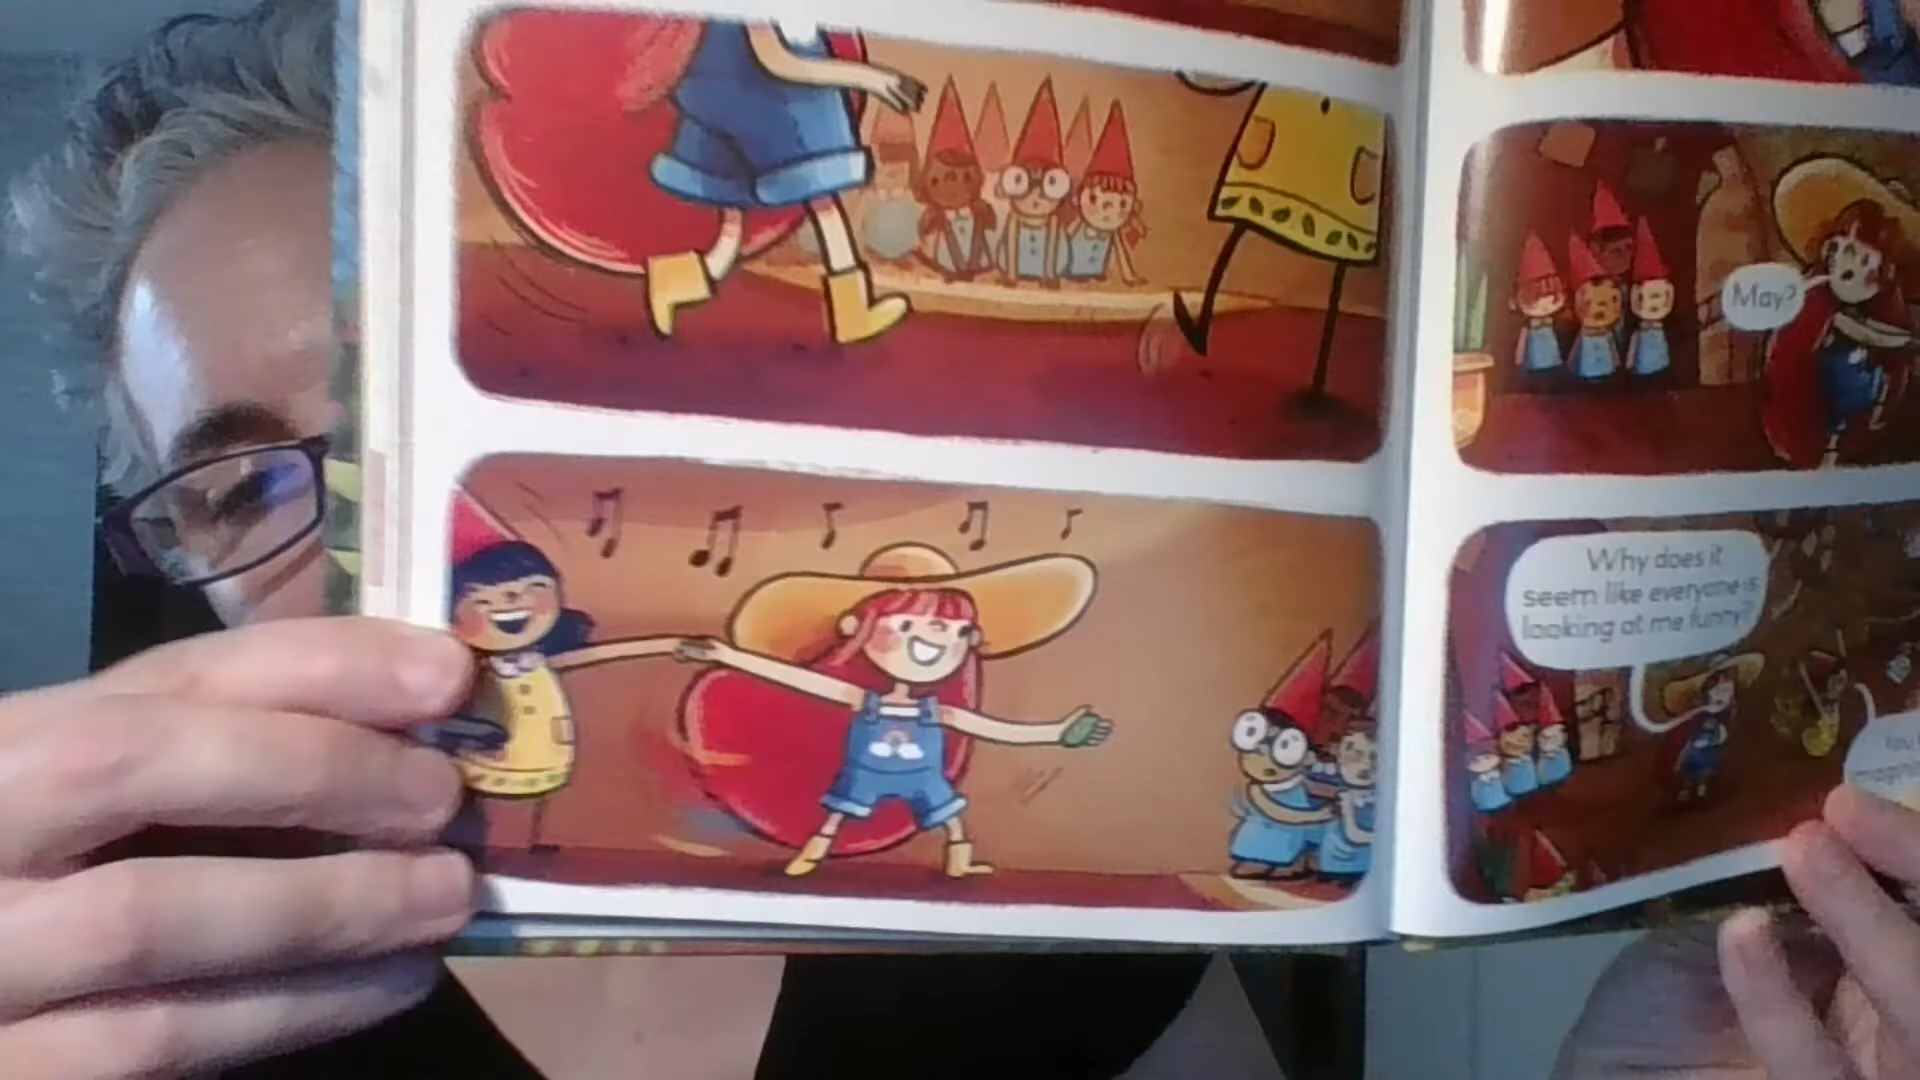 May?
Why does it
seem like everyone is
looking at me funny?